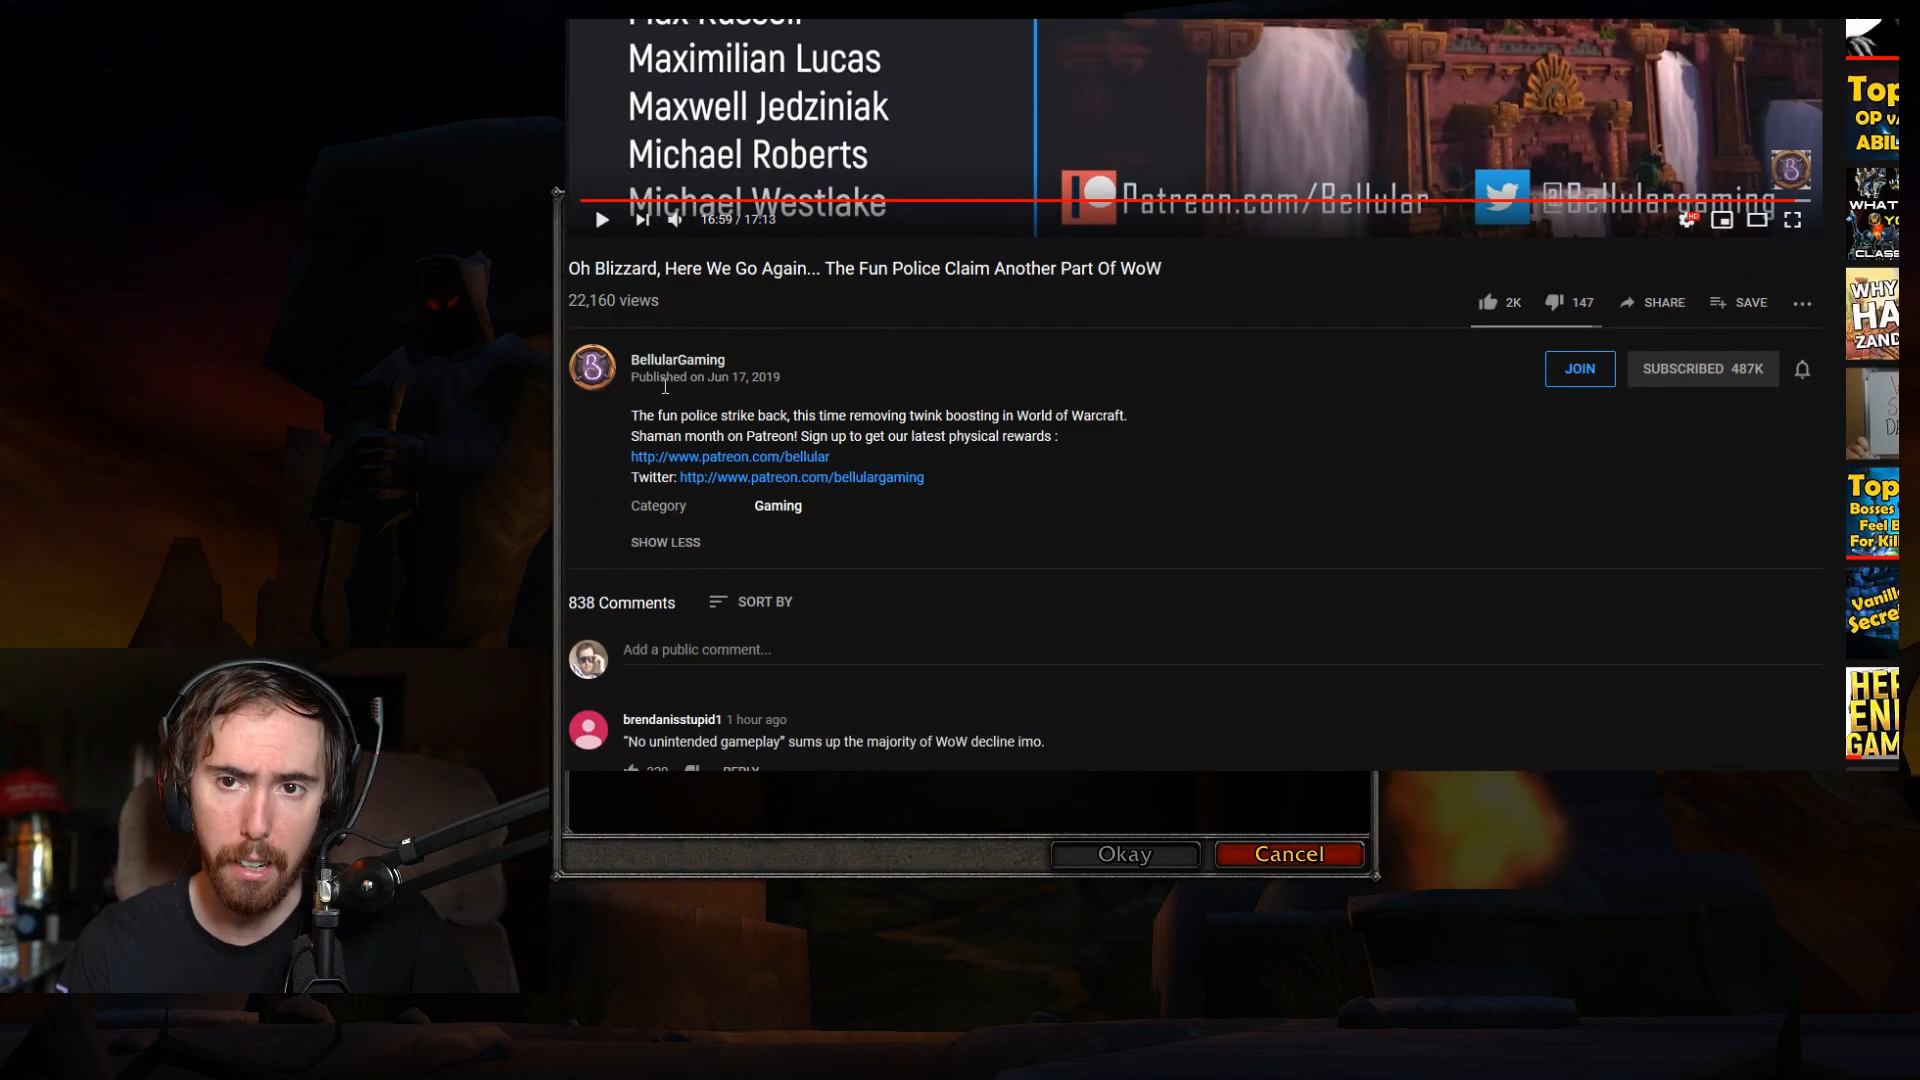 Max Russell
Maximilian Lucas
Maxwell Jedziniak
Michael Roberts
Michael Westlake
Patreon.com/Bellular
@Bellulargaming
16:59 / 17:13
HD
Oh Blizzard, Here We Go Again... The Fun Police Claim Another Part Of WoW
22,160 views
2K
147
SHARE
SAVE
BellularGaming
Published on Jun 17, 2019
JOIN
SUBSCRIBED 487K
The fun police strike back, this time removing twink boosting in World of Warcraft.
Shaman month on Patreon! Sign up to get our latest physical rewards :
http://www.patreon.com/bellular
Twitter: http://www.patreon.com/bellulargaming
Category Gaming
SHOW LESS
838 Comments
SORT BY
Add a public comment...
brendanisstupid1 1 hour ago
“No unintended gameplay” sums up the majority of WoW decline imo.
REPLY
Okay
Cancel
Top
OP
ABIL
WHAT
YO
CLASS
WHY
HA
ZAND
Top
Bosses
Feel B
For Kil
Vanill
Secre
HER
EN
GAM